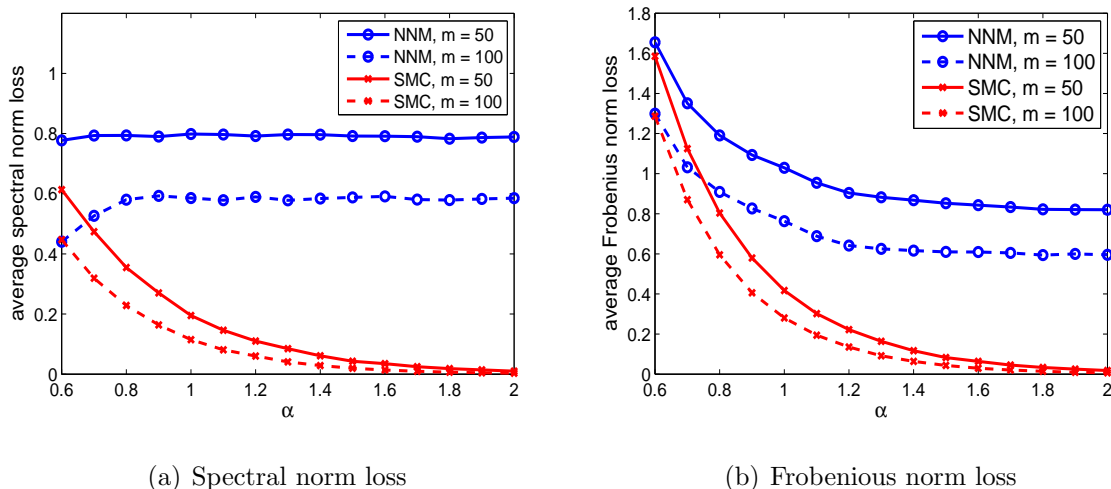 NNM, m = 50
NNM, m = 100
SMC, m = 50
SMC, m = 100
average spectral norm loss
1
0.8
0.6
0.4
0.2
0
0.6 0.8 1 1.2 1.4 1.6 1.8 2
α
(a) Spectral norm loss
NNM, m = 50
NNM, m = 100
SMC, m = 50
SMC, m = 100
average Frobenius norm loss
1.8
1.6
1.4
1.2
1
0.8
0.6
0.4
0.2
0
0.6 0.8 1 1.2 1.4 1.6 1.8 2
α
(b) Frobenious norm loss